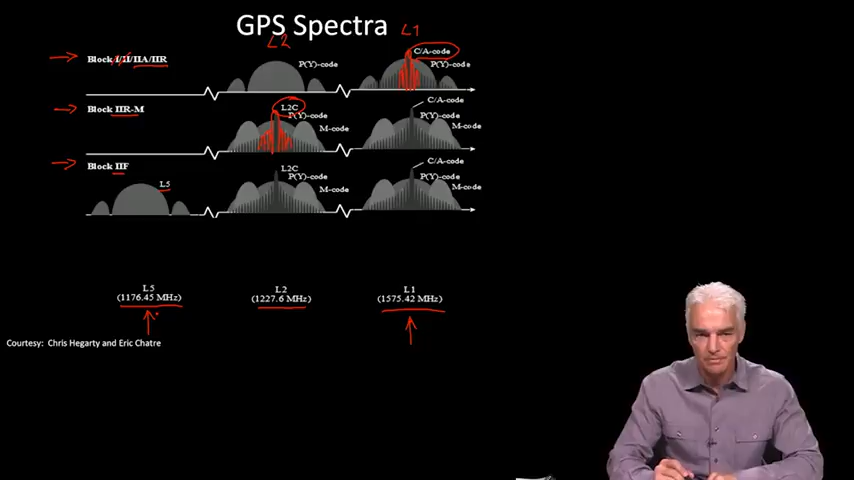 GPS Spectra
L2
L1
Block I/II/IIA/IIR
P(Y)-code
C/A-code
P(Y)-code
Block IIR-M
L2C
P(Y)-code
M-code
C/A-code
P(Y)-code
M-code
Block IIF
L5
L2C
P(Y)-code
M-code
C/A-code
P(Y)-code
M-code
L5
(1176.45 MHz)
L2
(1227.6 MHz)
L1
(1575.42 MHz)
Courtesy: Chris Hegarty and Eric Chatre